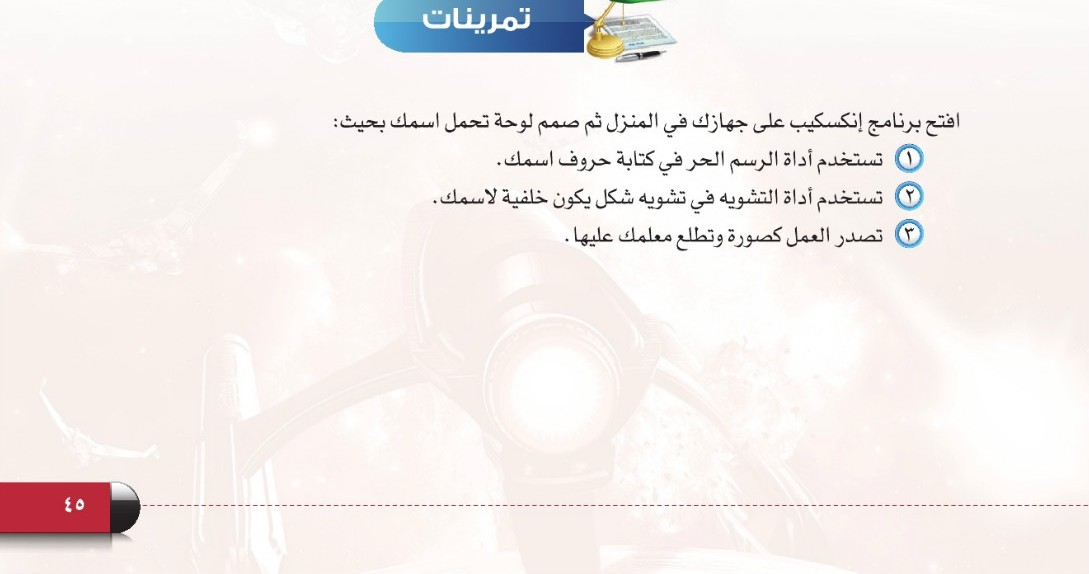 تمرينات
افتح برنامج إنكسكيب على جهازك في المنزل ثم صمم لوحة تحمل اسمك بحيث:
١ تستخدم أداة الرسم الحر في كتابة حروف اسمك.
٢ تستخدم أداة التشويه في تشويه شكل يكون خلفية لاسمك.
٣ تصدر العمل كصورة وتطلع معلمك عليها.
٤٥